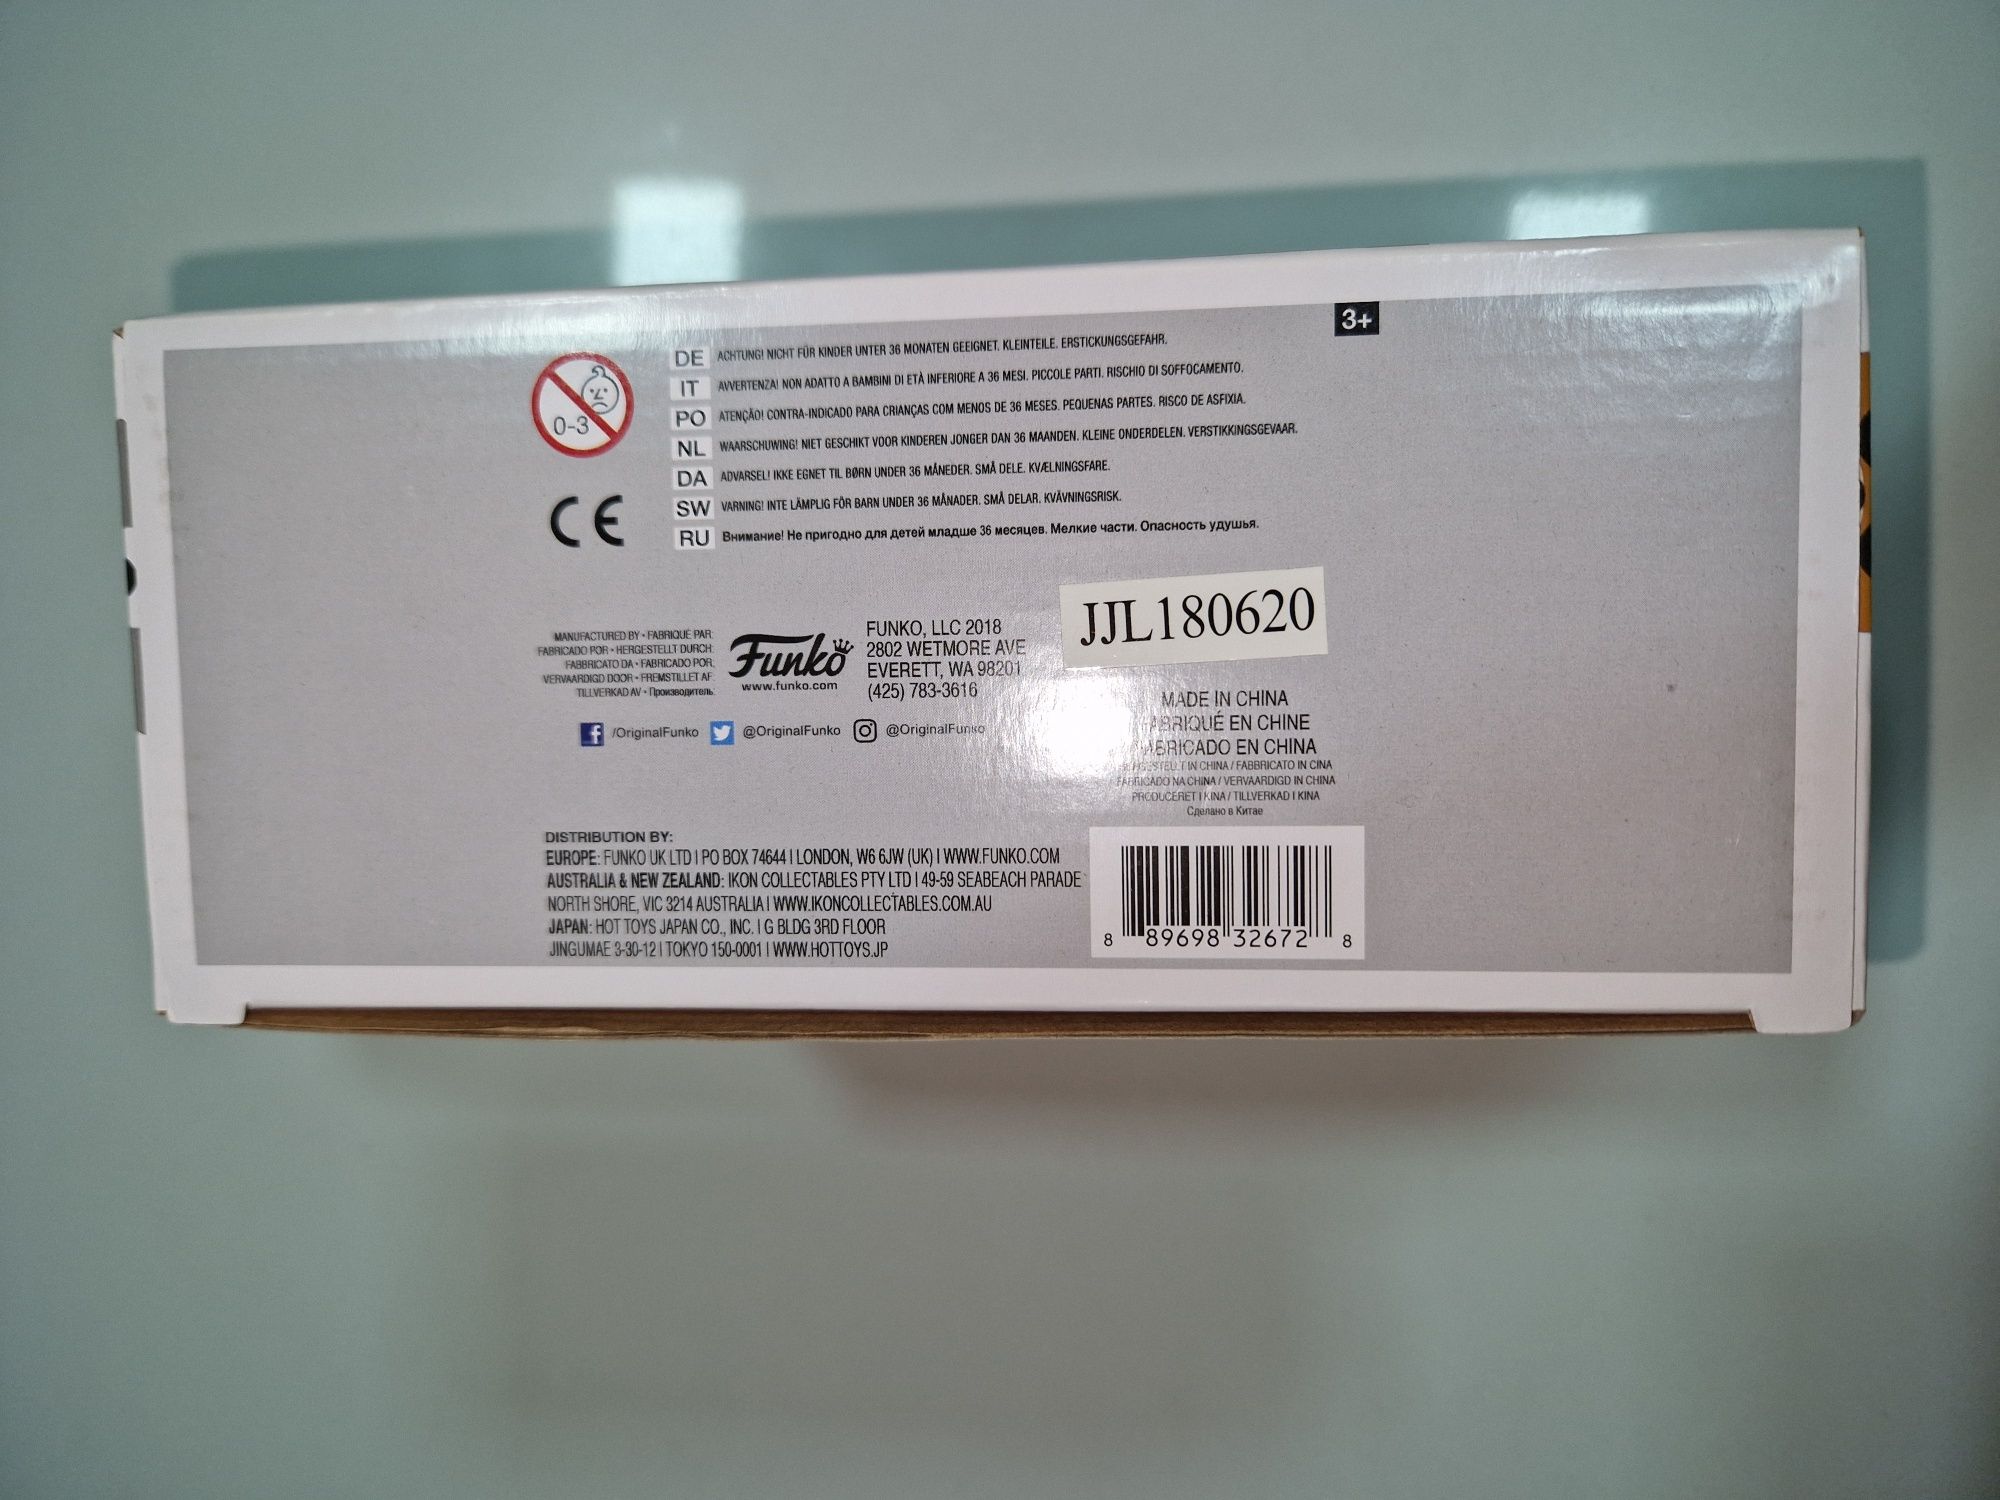 3+
0-3
DE ACHTUNG! NICHT FÜR KINDER UNTER 36 MONATEN GEEIGNET. KLEINTEILE. ERSTICKUNGSGEFAHR.
IT AVVERTENZA! NON ADATTO A BAMBINI DI ETÀ INFERIORE A 36 MESI. PICCOLE PARTI. RISCHIO DI SOFFOCAMENTO.
PO ATENÇÃO! CONTRA-INDICADO PARA CRIANÇAS COM MENOS DE 36 MESES. PEQUENAS PARTES. RISCO DE ASFIXIA.
NL WAARSCHUWING! NIET GESCHIKT VOOR KINDEREN JONGER DAN 36 MAANDEN. KLEINE ONDERDELEN. VERSTIKKINGSGEVAAR.
DA ADVARSEL! IKKE EGNET TIL BØRN UNDER 36 MÅNEDER. SMÅ DELE. KVÆLNINGSFARE.
SW VARNING! INTE LÄMPLIG FÖR BARN UNDER 36 MÅNADER. SMÅ DELAR. KVÄVNINGSRISK.
RU Внимание! Не пригодно для детей младше 36 месяцев. Мелкие части. Опасность удушья.
CE
MANUFACTURED BY • FABRIQUÉ PAR:
FABRICADO POR • HERGESTELLT DURCH:
FABBRICATO DA • FABRICADO POR:
VERVAARDIGD DOOR • FREMSTILLET AF:
TILLVERKAD AV • Производитель:
Funko
www.funko.com
FUNKO, LLC 2018
2802 WETMORE AVE
EVERETT, WA 98201
(425) 783-3616
/OriginalFunko @OriginalFunko @OriginalFunko
JJL180620
MADE IN CHINA
FABRIQUÉ EN CHINE
FABRICADO EN CHINA
HERGESTELLT IN CHINA / FABBRICATO IN CINA
FABRICADO NA CHINA / VERVAARDIGD IN CHINA
PRODUCERET I KINA / TILLVERKAD I KINA
Сделано в Китае
DISTRIBUTION BY:
EUROPE: FUNKO UK LTD I PO BOX 74644 I LONDON, W6 6JW (UK) I WWW.FUNKO.COM
AUSTRALIA & NEW ZEALAND: IKON COLLECTABLES PTY LTD I 49-59 SEABEACH PARADE
NORTH SHORE, VIC 3214 AUSTRALIA I WWW.IKONCOLLECTABLES.COM.AU
JAPAN: HOT TOYS JAPAN CO., INC. I G BLDG 3RD FLOOR
JINGUMAE 3-30-12 I TOKYO 150-0001 I WWW.HOTTOYS.JP
8 89698 32672 8